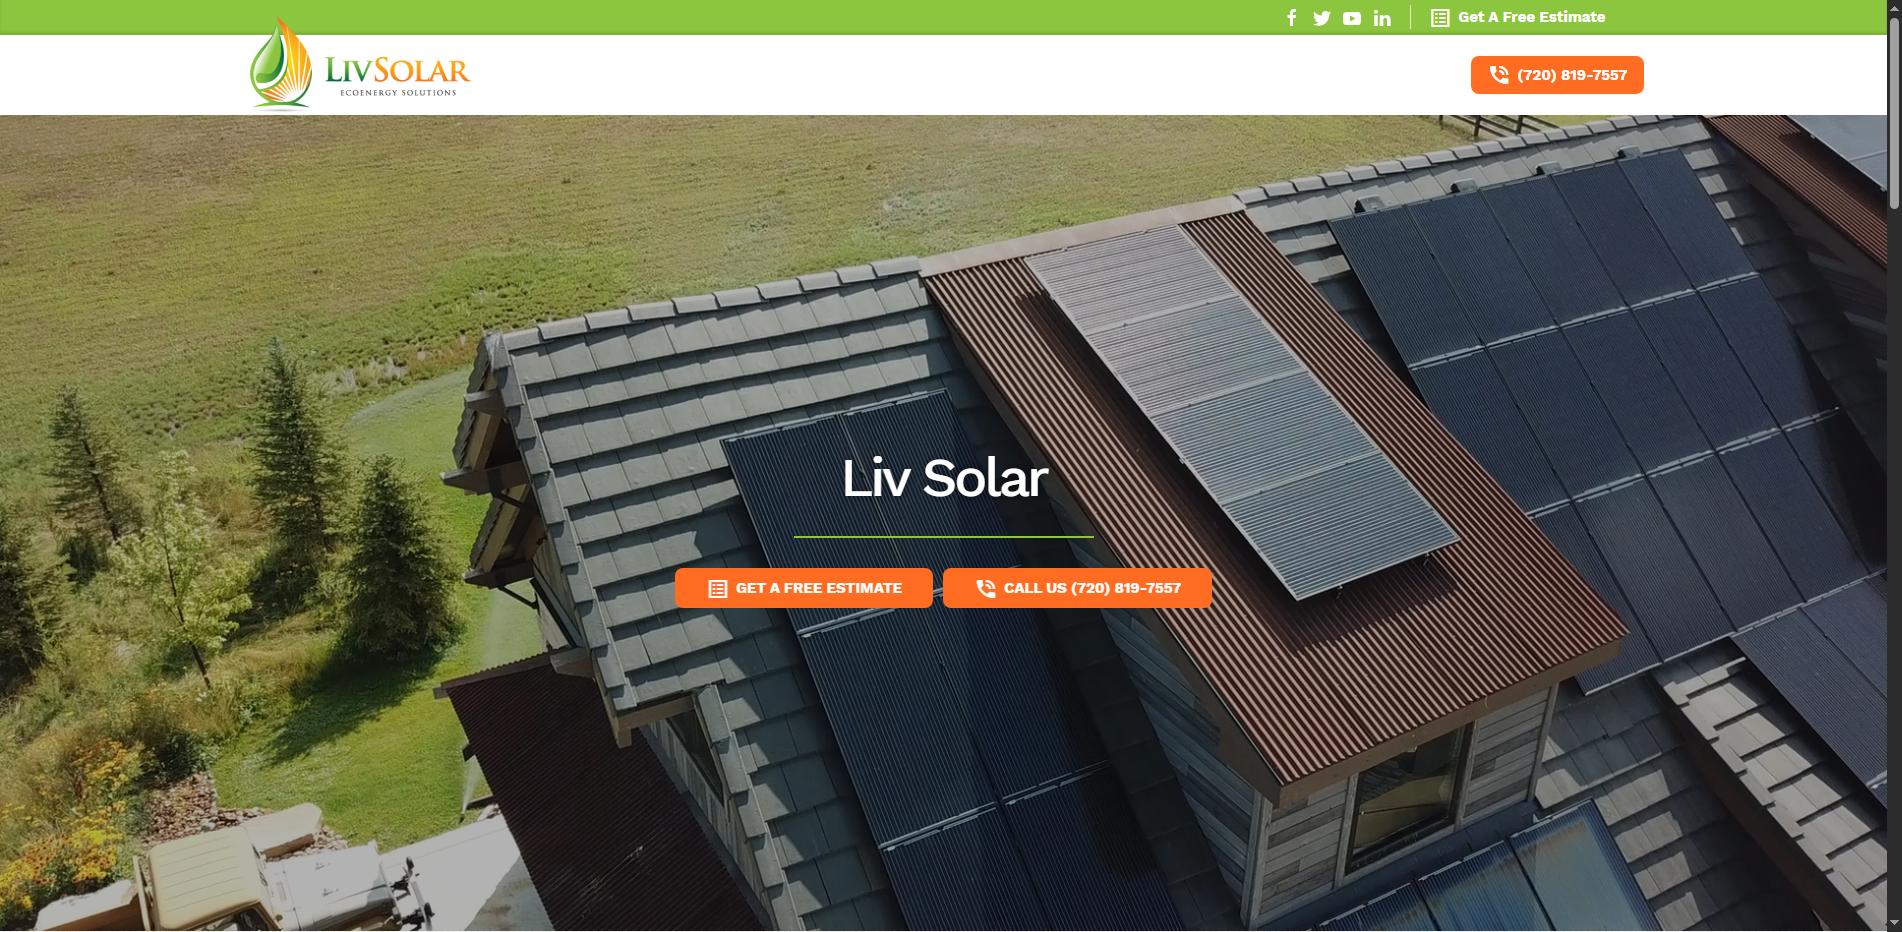 Get A Free Estimate
LIVSOLAR
ECOENERGY SOLUTIONS
(720) 819-7557
Liv Solar
GET A FREE ESTIMATE
CALL US (720) 819-7557